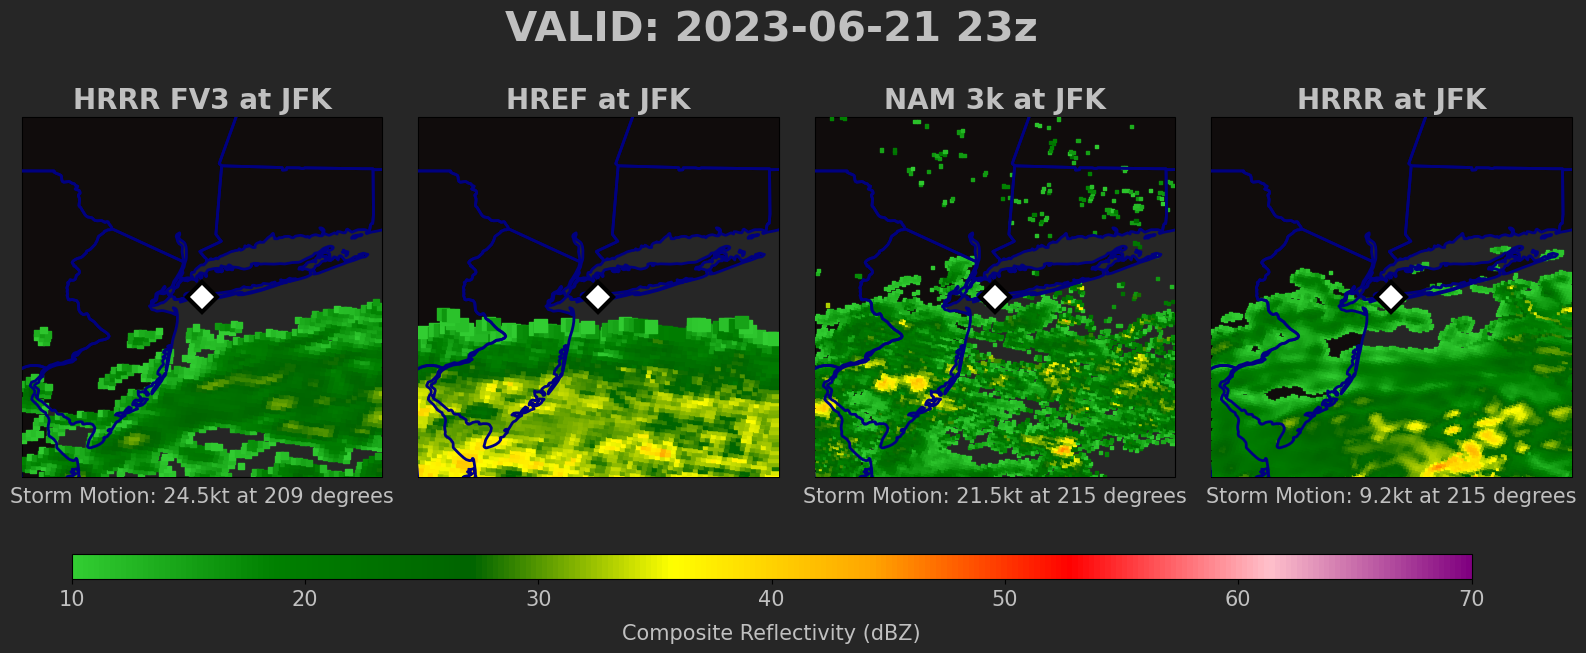 VALID: 2023-06-21 23z
HRRR FV3 at JFK
HREF at JFK
NAM 3k at JFK
HRRR at JFK
Storm Motion: 24.5kt at 209 degrees
Storm Motion: 21.5kt at 215 degrees
Storm Motion: 9.2kt at 215 degrees
10 20 30 40 50 60 70
Composite Reflectivity (dBZ)